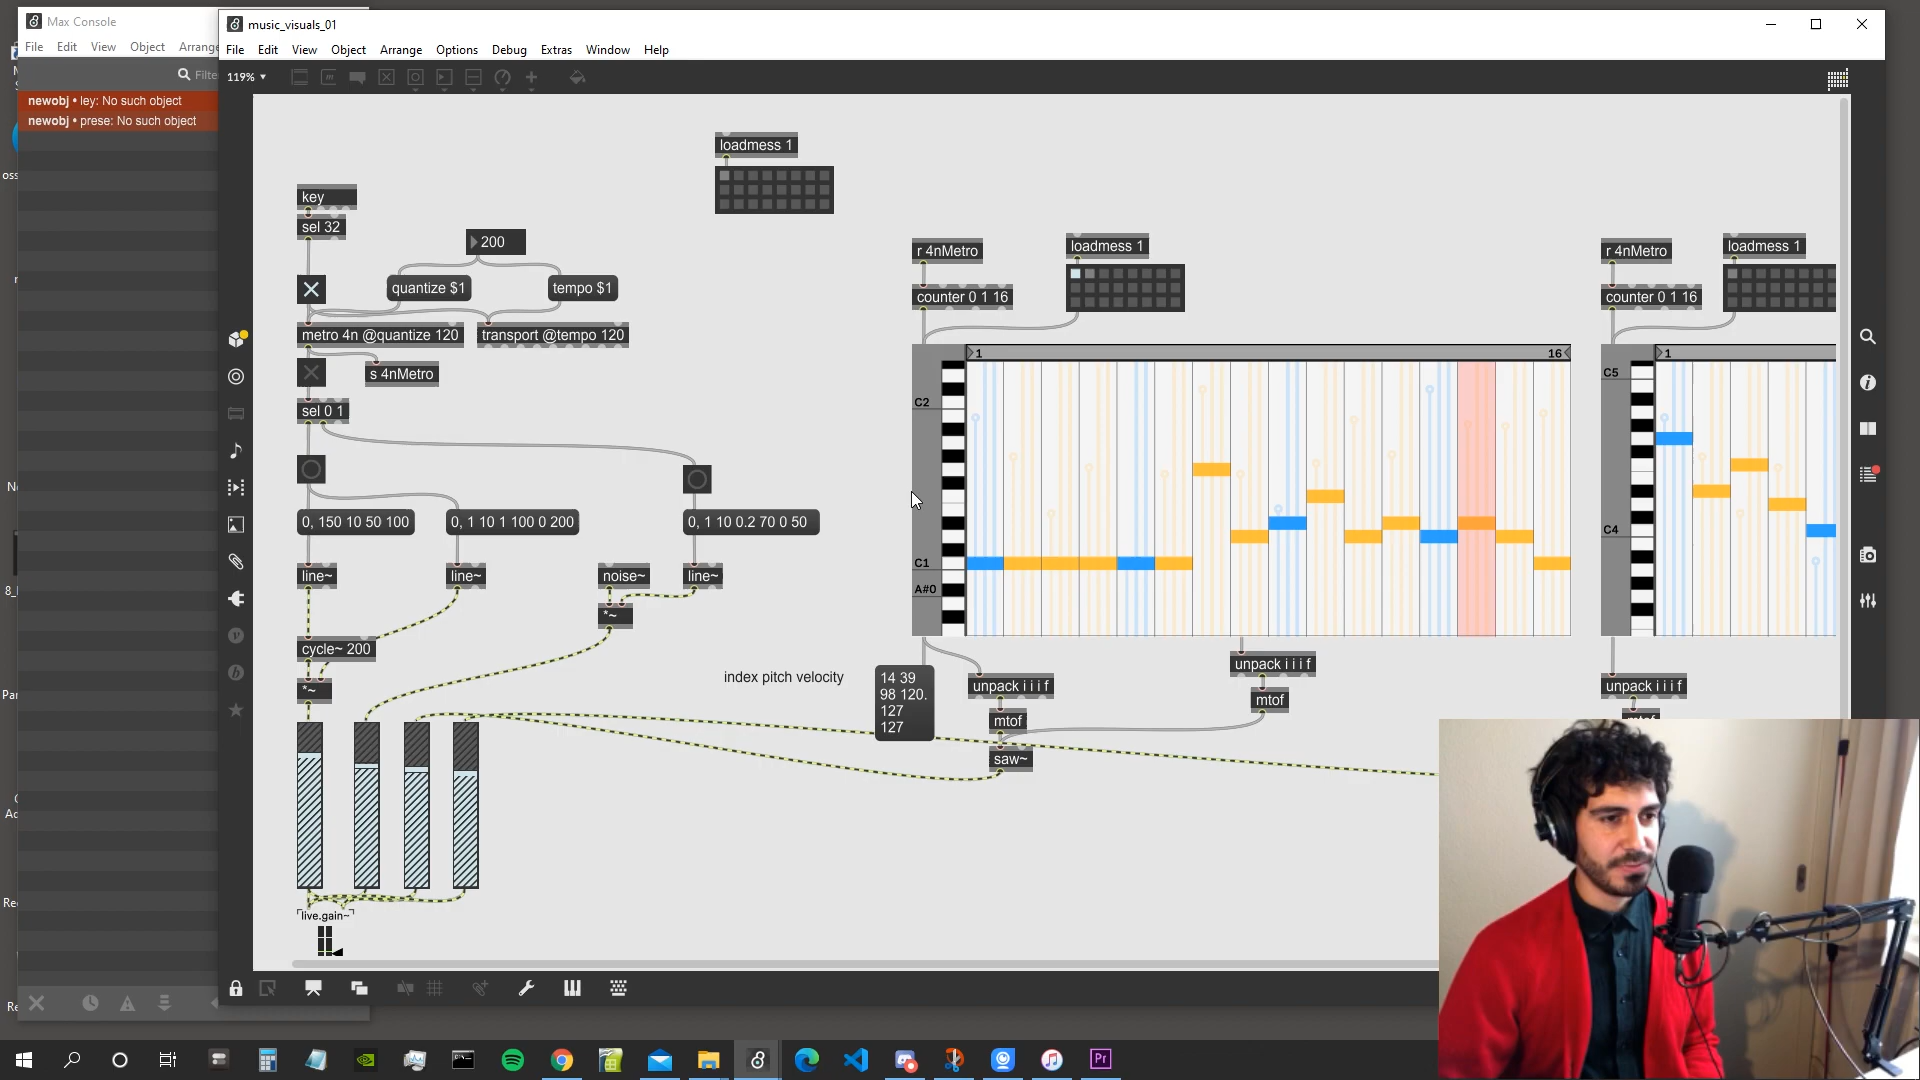 Max Console
File Edit View Object Arrange
Filte
newobj • ley: No such object
newobj • prese: No such object
music_visuals_01
File Edit View Object Arrange Options Debug Extras Window Help
119%
loadmess 1
key
sel 32
200
quantize $1
tempo $1
metro 4n @quantize 120
transport @tempo 120
s 4nMetro
sel 0 1
0, 150 10 50 100
0, 1 10 1 100 0 200
0, 1 10 0.2 70 0 50
line~
line~
noise~
line~
*~
cycle~ 200
*~
live.gain~
r 4nMetro
loadmess 1
counter 0 1 16
1
16
C2
C1
A#0
index pitch velocity
14 39
98 120.
127
127
unpack i i i f
mtof
saw~
unpack i i i f
mtof
r 4nMetro
loadmess 1
counter 0 1 16
1
C5
C4
unpack i i i f
Pr